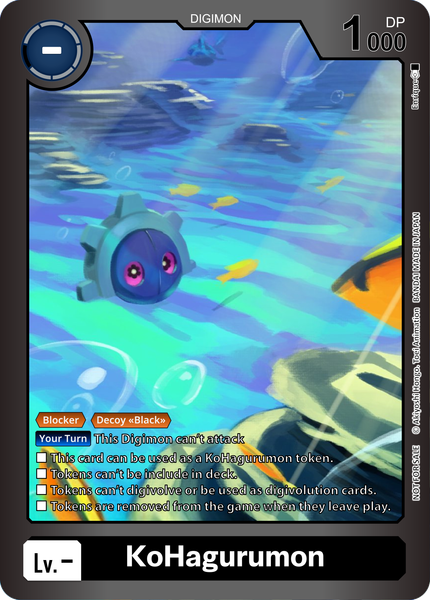 DIGIMON
-
DP
1000
Enrique
Blocker Decoy «Black»
Your Turn This Digimon can't attack
This card can be used as a KoHagurumon token.
Tokens can't be include in deck.
Tokens can't digivolve or be used as digivolution cards.
Tokens are removed from the game when they leave play.
NOT FOR SALE © Akiyoshi Hongo, Toei Animation BANDAI MADE IN JAPAN
Lv.-
KoHagurumon